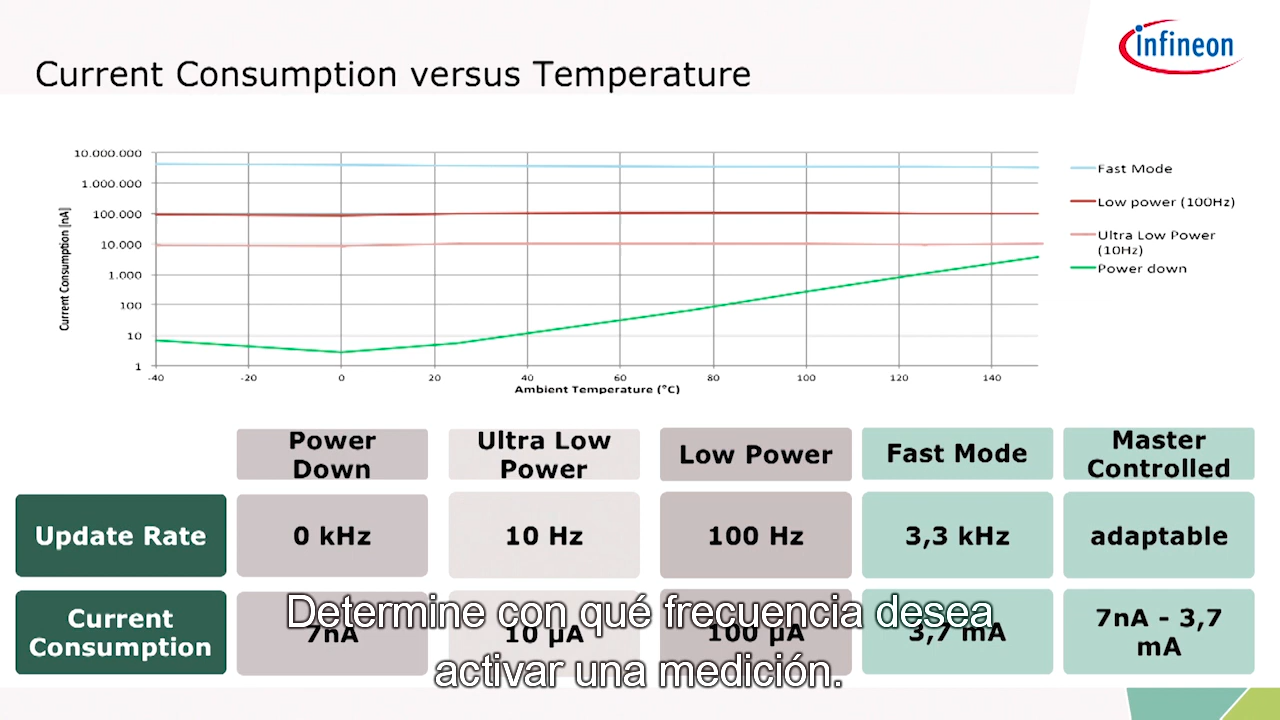 infineon
Current Consumption versus Temperature
10.000.000
1.000.000
100.000
10.000
1.000
100
10
1
Current Consumption [nA]
-40 -20 0 20 40 60 80 100 120 140
Ambient Temperature (°C)
Fast Mode
Low power (100Hz)
Ultra Low Power
(10Hz)
Power down
Power
Down
Ultra Low
Power
Low Power
Fast Mode
Master
Controlled
Update Rate
0 kHz
10 Hz
100 Hz
3,3 kHz
adaptable
Current
Consumption
7nA
10 µA
100 µA
3,7 mA
7nA - 3,7
mA
Determine con qué frecuencia desea
activar una medición.